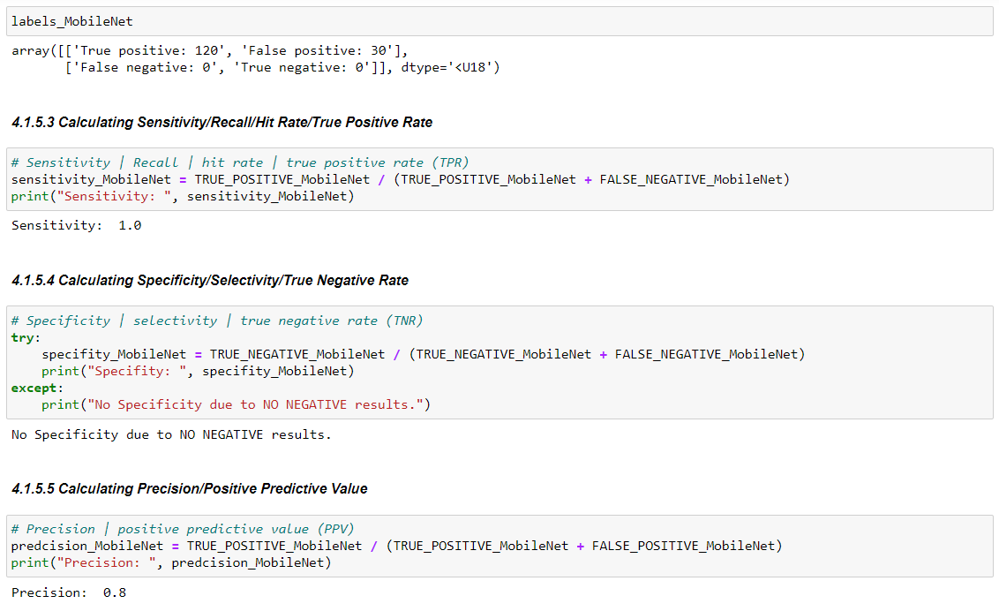 labels_MobileNet
array([['True positive: 120', 'False positive: 30'],
       ['False negative: 0', 'True negative: 0']], dtype='<U18')
4.1.5.3 Calculating Sensitivity/Recall/Hit Rate/True Positive Rate
# Sensitivity | Recall | hit rate | true positive rate (TPR)
sensitivity_MobileNet = TRUE_POSITIVE_MobileNet / (TRUE_POSITIVE_MobileNet + FALSE_NEGATIVE_MobileNet)
print("Sensitivity: ", sensitivity_MobileNet)
Sensitivity:  1.0
4.1.5.4 Calculating Specificity/Selectivity/True Negative Rate
# Specificity | selectivity | true negative rate (TNR)
try:
    specifity_MobileNet = TRUE_NEGATIVE_MobileNet / (TRUE_NEGATIVE_MobileNet + FALSE_NEGATIVE_MobileNet)
    print("Specifity: ", specifity_MobileNet)
except:
    print("No Specificity due to NO NEGATIVE results.")
No Specificity due to NO NEGATIVE results.
4.1.5.5 Calculating Precision/Positive Predictive Value
# Precision | positive predictive value (PPV)
predcision_MobileNet = TRUE_POSITIVE_MobileNet / (TRUE_POSITIVE_MobileNet + FALSE_POSITIVE_MobileNet)
print("Precision: ", predcision_MobileNet)
Precision:  0.8